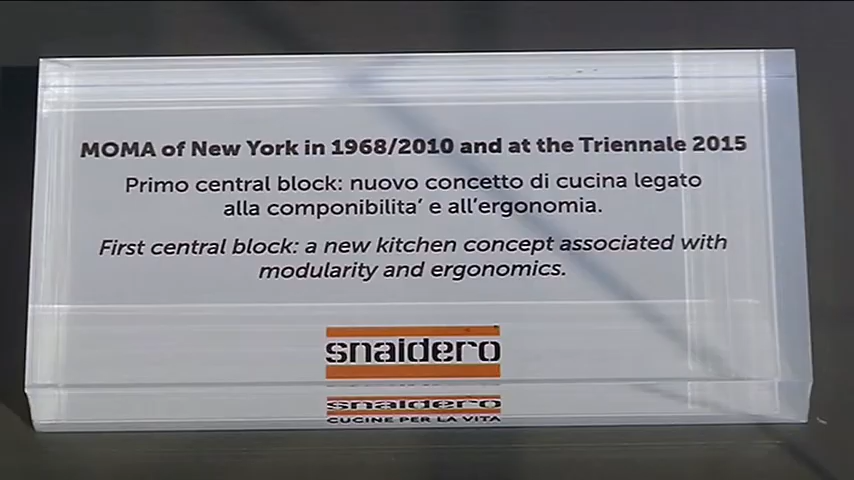 MOMA of New York in 1968/2010 and at the Triennale 2015
Primo central block: nuovo concetto di cucina legato
alla componibilita' e all'ergonomia.
First central block: a new kitchen concept associated with
modularity and ergonomics.
snaidero
snaidero
CUCINE PER LA VITA